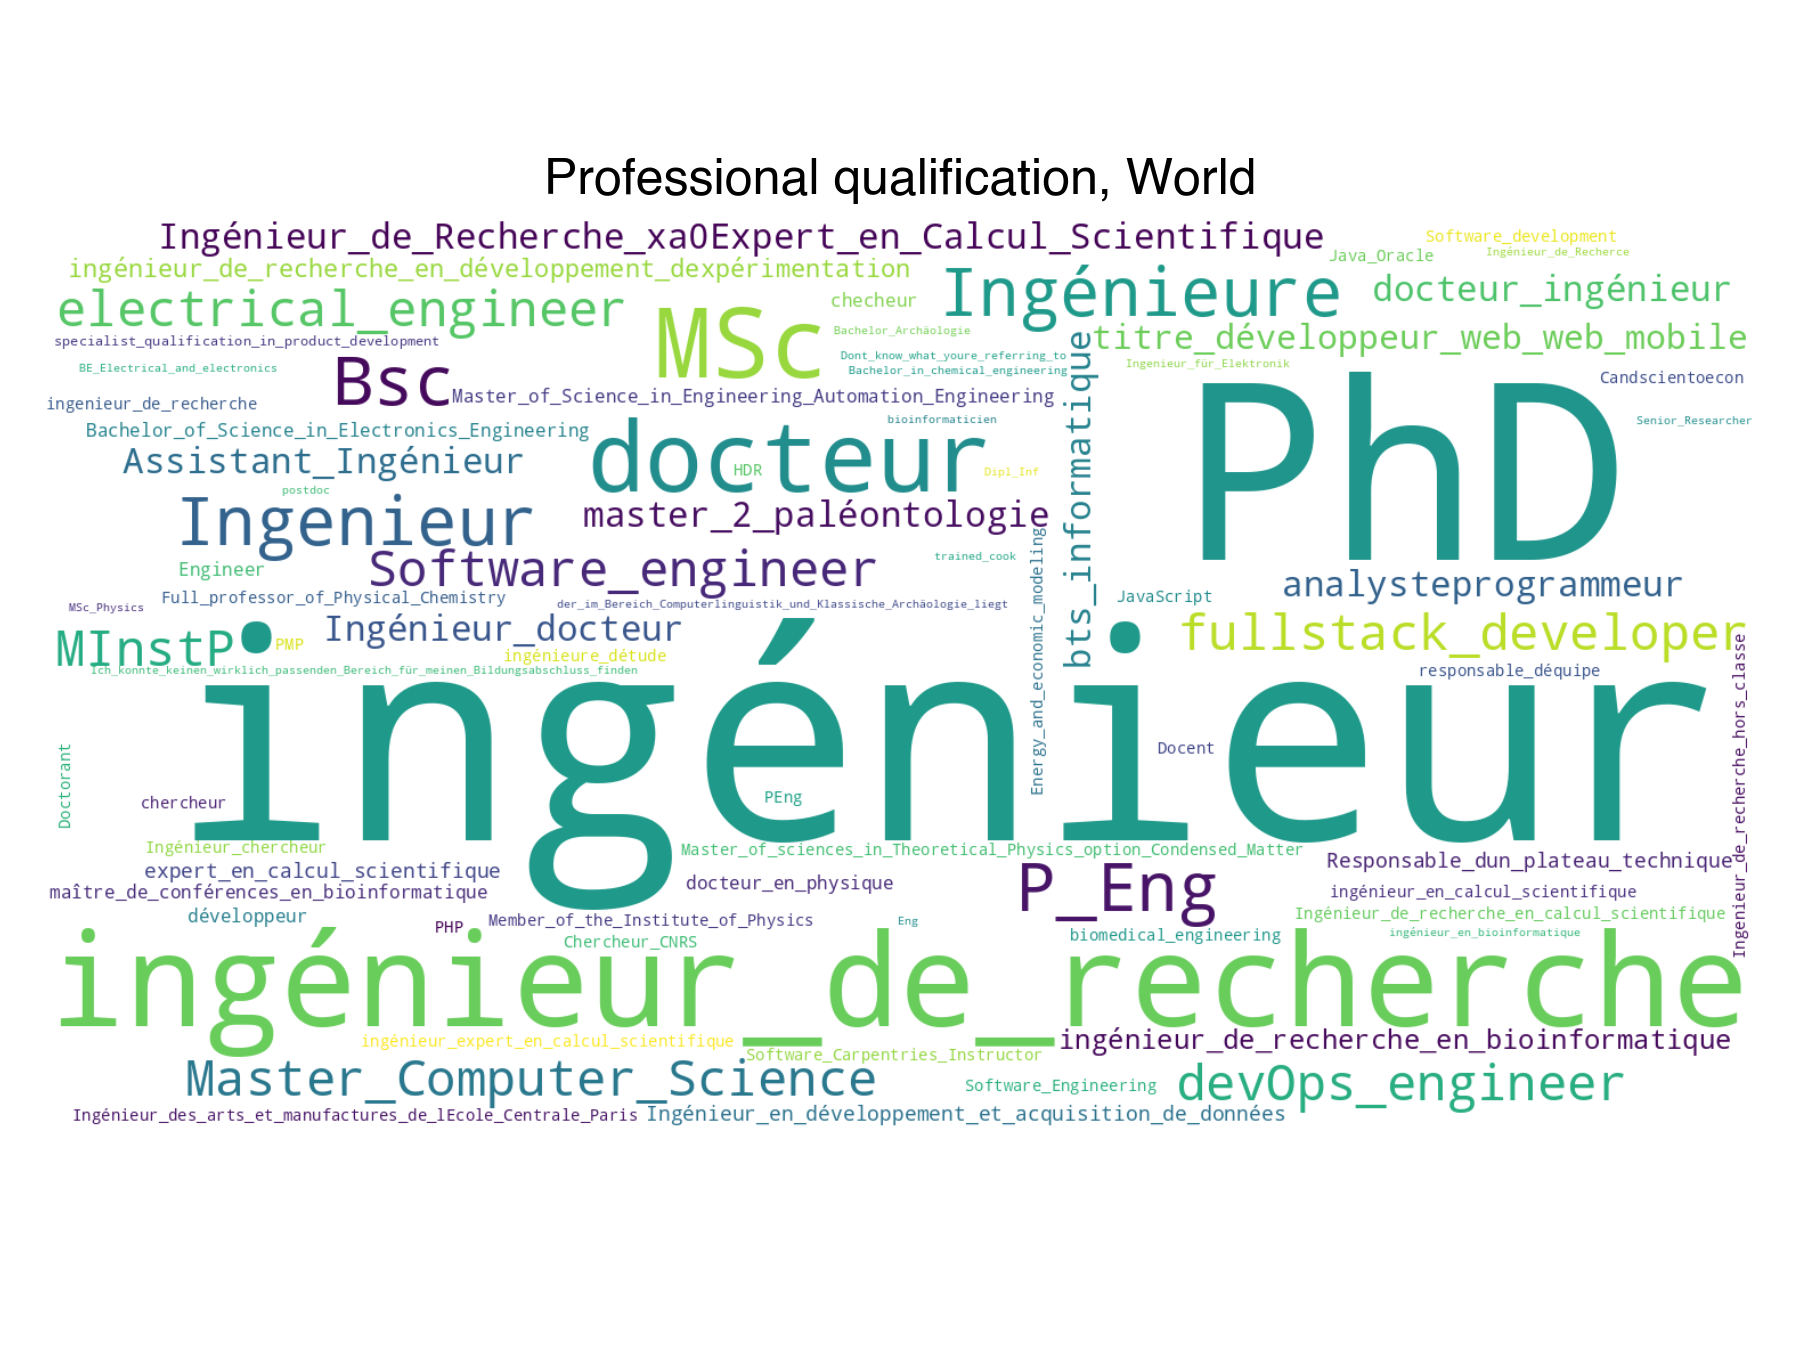 Professional qualification, World
Ingénieur_de_Recherche_xa0Expert_en_Calcul_Scientifique
Software_development
Java_Oracle
Ingénieur_de_Recherce
ingénieur_de_recherche_en_développement_dexpérimentation
Ingénieure
docteur_ingénieur
electrical_engineer
MSc
checheur
Bachelor_Archäologie
titre_développeur_web_web_mobile
specialist_qualification_in_product_development
Dont_know_what_youre_referring_to
Bachelor_in_chemical_engineering
Ingenieur_für_Elektronik
BE_Electrical_and_electronics
Bsc
Master_of_Science_in_Engineering_Automation_Engineering
Candscientoecon
ingenieur_de_recherche
bioinformaticien
Senior_Researcher
Bachelor_of_Science_in_Electronics_Engineering
docteur
PhD
Assistant_Ingénieur
HDR
Dipl_Inf
bts_informatique
postdoc
Ingenieur
master_2_paléontologie
Software_engineer
trained_cook
Engineer
analysteprogrammeur
Full_professor_of_Physical_Chemistry
JavaScript
MSc_Physics
der_im_Bereich_Computerlinguistik_und_Klassische_Archäologie_liegt
Energy_and_economic_modeling
MInstP
PMP
Ingénieur_docteur
ingénieure_détude
fullstack_developer
Ich_konnte_keinen_wirklich_passenden_Bereich_für_meinen_Bildungsabschluss_finden
responsable_déquipe
ingénieur
Ingenieur_de_recherche_hors_classe
Docent
Doctorant
chercheur
PEng
Ingénieur_chercheur
Master_of_sciences_in_Theoretical_Physics_option_Condensed_Matter
Responsable_dun_plateau_technique
expert_en_calcul_scientifique
docteur_en_physique
P_Eng
maître_de_conférences_en_bioinformatique
ingénieur_en_calcul_scientifique
développeur
PHP
Member_of_the_Institute_of_Physics
Eng
Ingénieur_de_recherche_en_calcul_scientifique
Chercheur_CNRS
biomedical_engineering
ingénieur_en_bioinformatique
ingénieur_de_recherche
ingénieur_expert_en_calcul_scientifique
Software_Carpentries_Instructor
ingénieur_de_recherche_en_bioinformatique
Master_Computer_Science
Software_Engineering
devOps_engineer
Ingénieur_des_arts_et_manufactures_de_lEcole_Centrale_Paris
Ingénieur_en_développement_et_acquisition_de_données